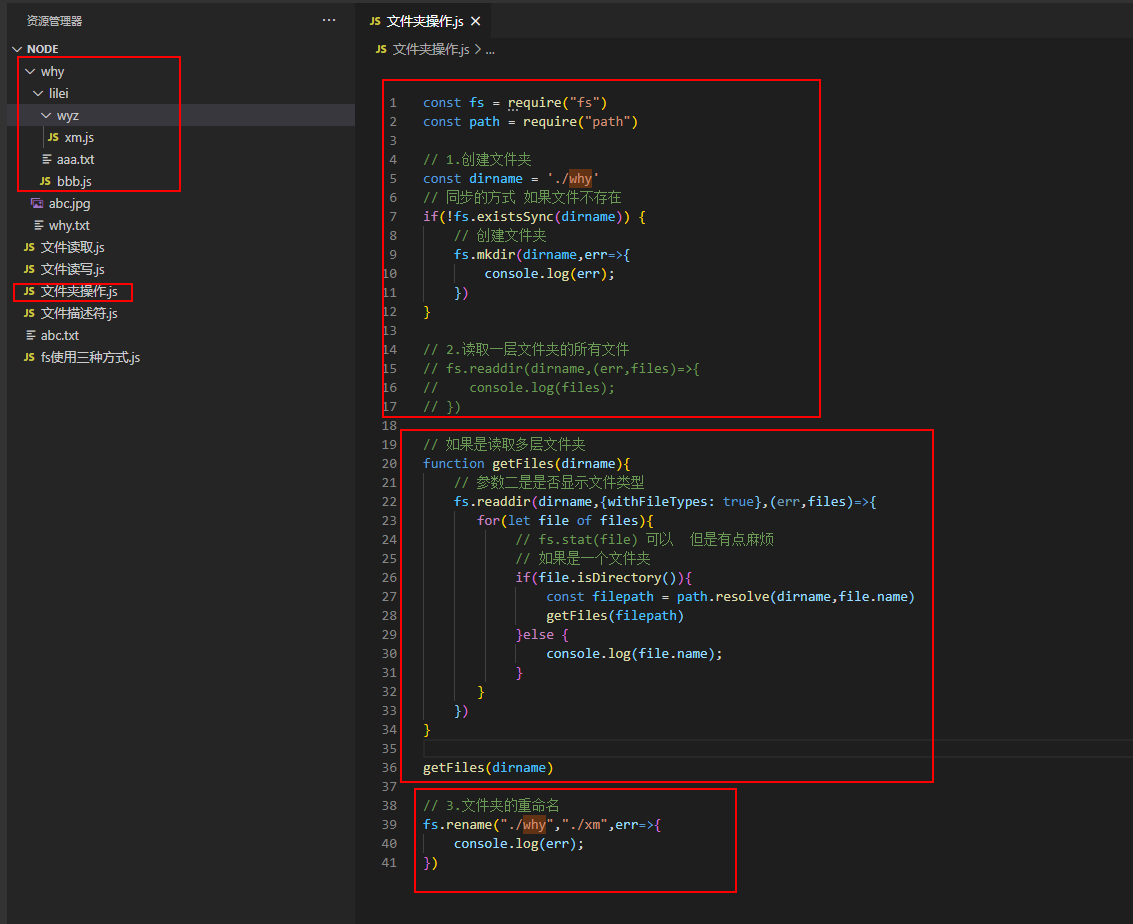 资源管理器
···
NODE
why
lilei
wyz
JS xm.js
aaa.txt
JS bbb.js
abc.jpg
why.txt
JS 文件读取.js
JS 文件读写.js
JS 文件夹操作.js
JS 文件描述符.js
abc.txt
JS fs使用三种方式.js
JS 文件夹操作.js ×
JS 文件夹操作.js > ...
1 const fs = require("fs")
2 const path = require("path")
3
4 // 1.创建文件夹
5 const dirname = './why'
6 // 同步的方式 如果文件不存在
7 if(!fs.existsSync(dirname)) {
8 // 创建文件夹
9 fs.mkdir(dirname,err=>{
10 console.log(err);
11 })
12 }
13
14 // 2.读取一层文件夹的所有文件
15 // fs.readdir(dirname,(err,files)=>{
16 // console.log(files);
17 // })
18
19 // 如果是读取多层文件夹
20 function getFiles(dirname){
21 // 参数二是是否显示文件类型
22 fs.readdir(dirname,{withFileTypes: true},(err,files)=>{
23 for(let file of files){
24 // fs.stat(file) 可以 但是有点麻烦
25 // 如果是一个文件夹
26 if(file.isDirectory()){
27 const filepath = path.resolve(dirname,file.name)
28 getFiles(filepath)
29 }else {
30 console.log(file.name);
31 }
32 }
33 })
34 }
35
36 getFiles(dirname)
37
38 // 3.文件夹的重命名
39 fs.rename("./why","./xm",err=>{
40 console.log(err);
41 })